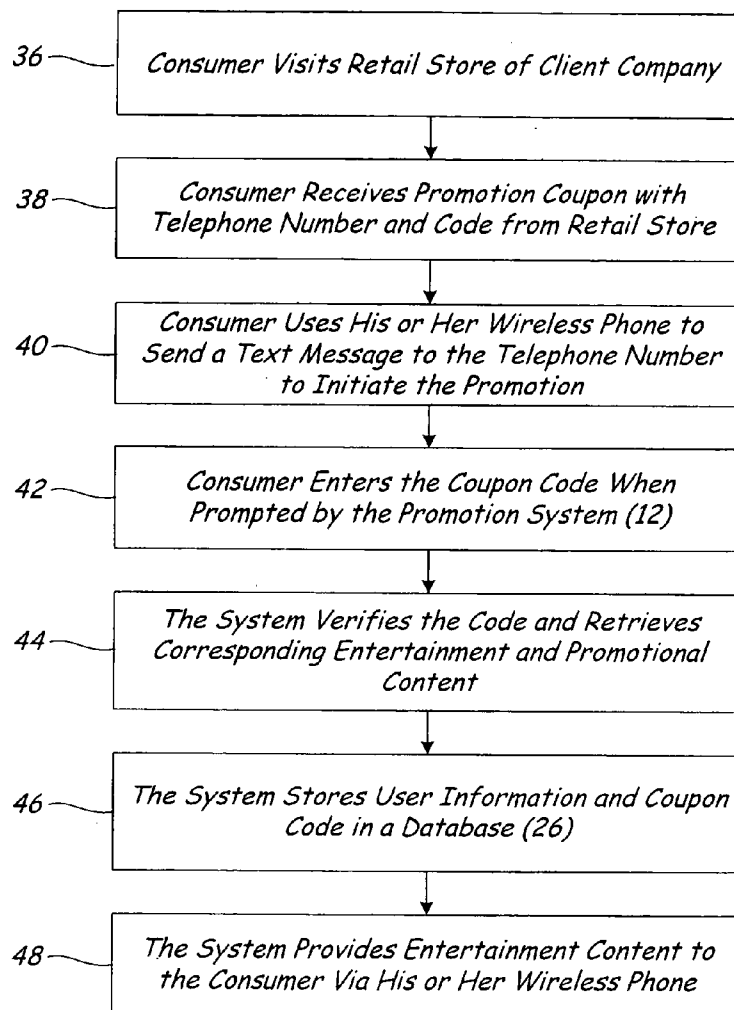 36
Consumer Visits Retail Store of Client Company
38
Consumer Receives Promotion Coupon with
Telephone Number and Code from Retail Store
40
Consumer Uses His or Her Wireless Phone to
Send a Text Message to the Telephone Number
to Initiate the Promotion
42
Consumer Enters the Coupon Code When
Prompted by the Promotion System (12)
44
The System Verifies the Code and Retrieves
Corresponding Entertainment and Promotional
Content
46
The System Stores User Information and Coupon
Code in a Database (26)
48
The System Provides Entertainment Content to
the Consumer Via His or Her Wireless Phone